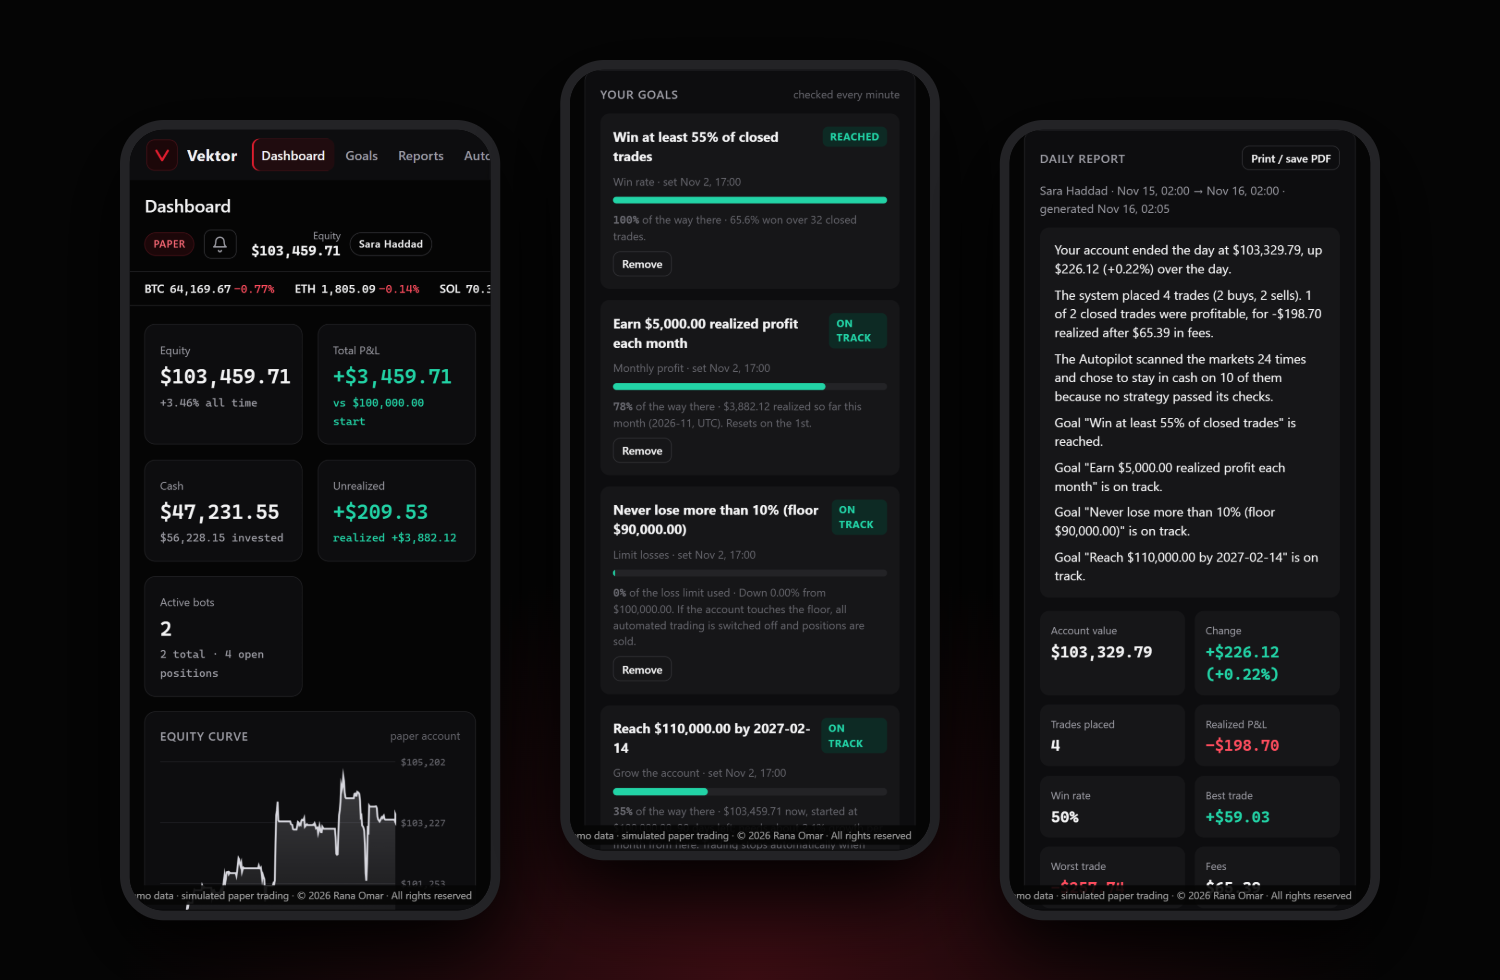 Vektor
Dashboard
Goals
Reports
Dashboard
PAPER
Equity
$103,459.71
Sara Haddad
BTC 64,169.67 −0.77%
ETH 1,805.09 −0.14%
SOL 70.3
Equity
$103,459.71
+3.46% all time
Total P&L
+$3,459.71
vs $100,000.00
start
Cash
$47,231.55
$56,228.15 invested
Unrealized
+$209.53
realized +$3,882.12
Active bots
2
2 total · 4 open
positions
EQUITY CURVE
paper account
$105,202
$103,227
$101,253
mo data · simulated paper trading · © 2026 Rana Omar · All rights reserved
YOUR GOALS
checked every minute
Win at least 55% of closed
trades
REACHED
Win rate · set Nov 2, 17:00
100% of the way there · 65.6% won over 32 closed
trades.
Remove
Earn $5,000.00 realized profit
each month
ON
TRACK
Monthly profit · set Nov 2, 17:00
78% of the way there · $3,882.12 realized so far this
month (2026-11, UTC). Resets on the 1st.
Remove
Never lose more than 10% (floor
$90,000.00)
ON
TRACK
Limit losses · set Nov 2, 17:00
0% of the loss limit used · Down 0.00% from
$100,000.00. If the account touches the floor, all
automated trading is switched off and positions are
sold.
Remove
Reach $110,000.00 by 2027-02-
14
ON
TRACK
Grow the account · set Nov 2, 17:00
35% of the way there · $103,459.71 now, started at
month from here. Trading stops automatically when
mo data · simulated paper trading · © 2026 Rana Omar · All rights reserved
DAILY REPORT
Print / save PDF
Sara Haddad · Nov 15, 02:00 → Nov 16, 02:00 ·
generated Nov 16, 02:05
Your account ended the day at $103,329.79, up
$226.12 (+0.22%) over the day.
The system placed 4 trades (2 buys, 2 sells). 1
of 2 closed trades were profitable, for -$198.70
realized after $65.39 in fees.
The Autopilot scanned the markets 24 times
and chose to stay in cash on 10 of them
because no strategy passed its checks.
Goal "Win at least 55% of closed trades" is
reached.
Goal "Earn $5,000.00 realized profit each
month" is on track.
Goal "Never lose more than 10% (floor
$90,000.00)" is on track.
Goal "Reach $110,000.00 by 2027-02-14" is on
track.
Account value
$103,329.79
Change
+$226.12
(+0.22%)
Trades placed
4
Realized P&L
−$198.70
Win rate
50%
Best trade
+$59.03
Worst trade
Fees
$65.39
mo data · simulated paper trading · © 2026 Rana Omar · All rights reserved